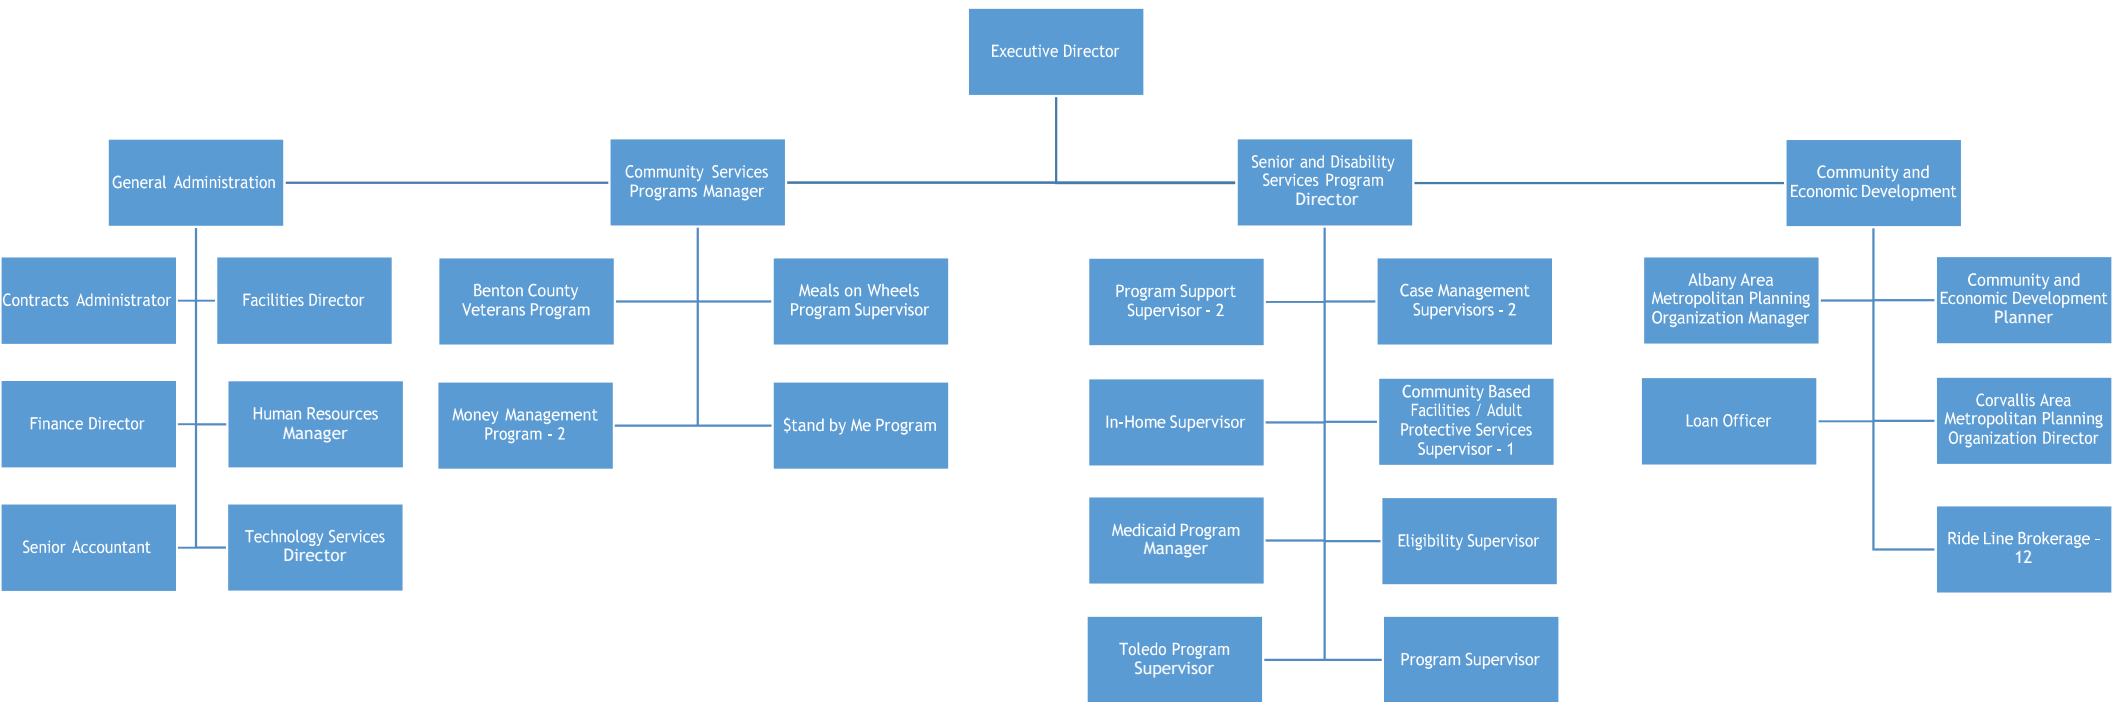 Executive Director
General Administration
Community Services
Programs Manager
Senior and Disability
Services Program
Director
Community and
Economic Development
Contracts Administrator
Facilities Director
Finance Director
Human Resources
Manager
Senior Accountant
Technology Services
Director
Benton County
Veterans Program
Meals on Wheels
Program Supervisor
Money Management
Program - 2
$tand by Me Program
Program Support
Supervisor - 2
Case Management
Supervisors - 2
In-Home Supervisor
Community Based
Facilities / Adult
Protective Services
Supervisor - 1
Medicaid Program
Manager
Eligibility Supervisor
Toledo Program
Supervisor
Program Supervisor
Albany Area
Metropolitan Planning
Organization Manager
Community and
Economic Development
Planner
Loan Officer
Corvallis Area
Metropolitan Planning
Organization Director
Ride Line Brokerage –
12